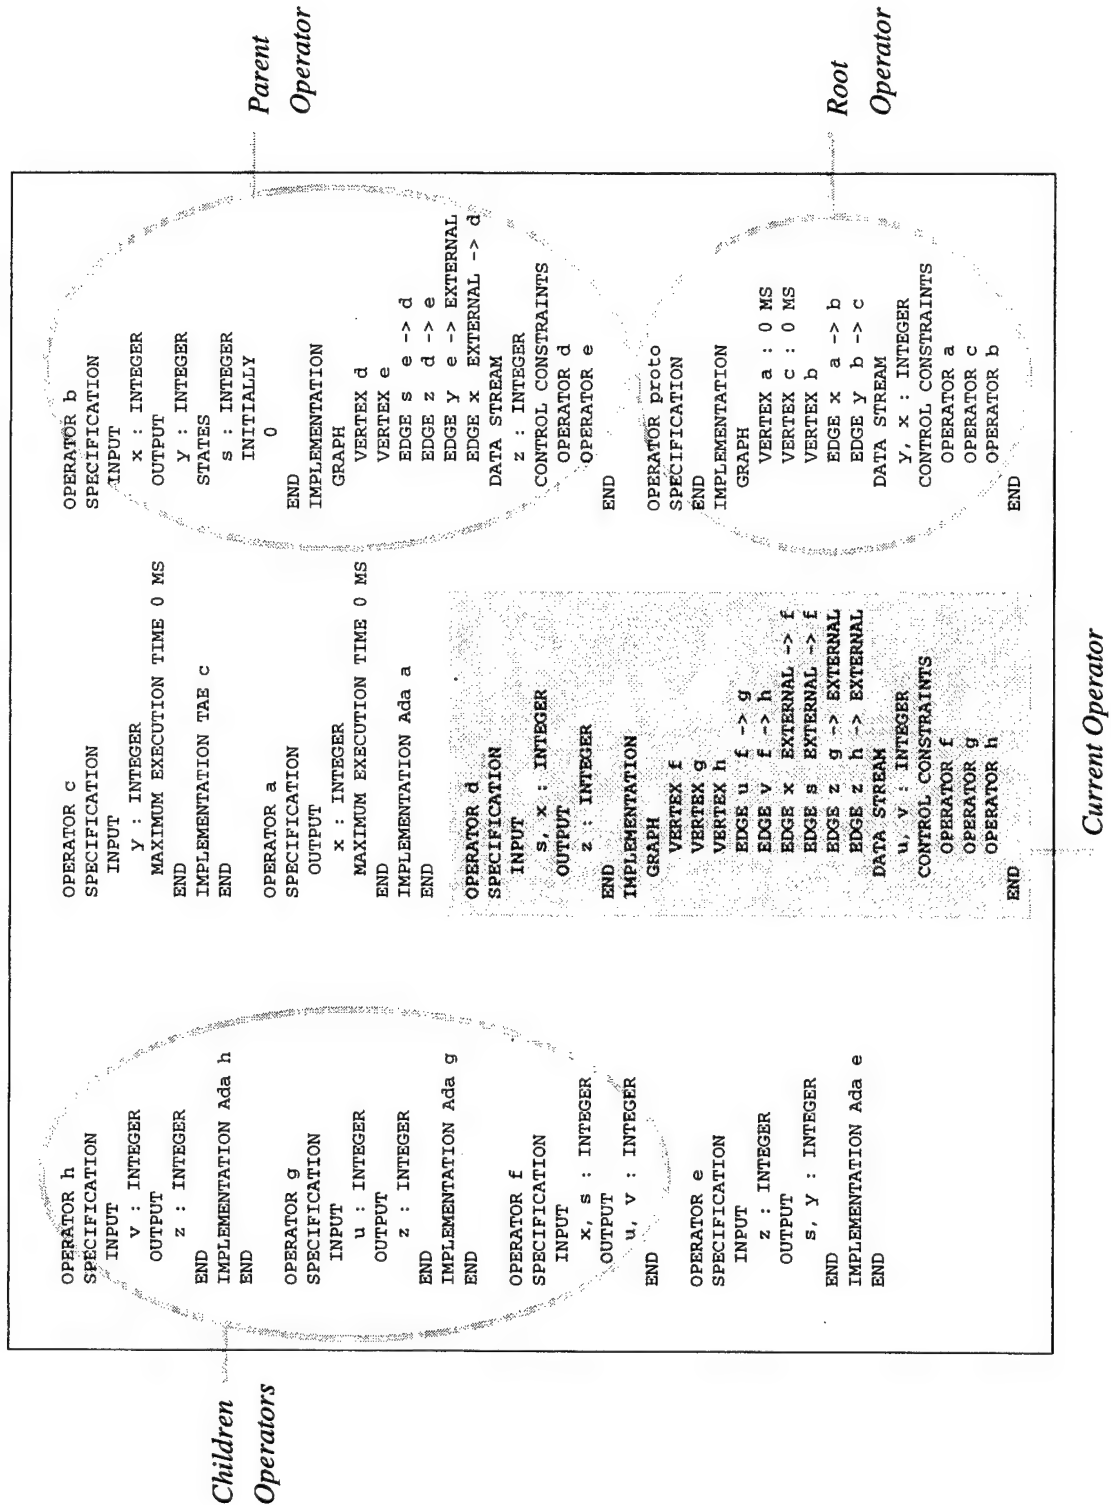 Children
Operators
OPERATOR h
SPECIFICATION
INPUT
v : INTEGER
OUTPUT
z : INTEGER
END
IMPLEMENTATION Ada h
END
OPERATOR g
SPECIFICATION
INPUT
u : INTEGER
OUTPUT
z : INTEGER
END
IMPLEMENTATION Ada g
END
OPERATOR f
SPECIFICATION
INPUT
x, s : INTEGER
OUTPUT
u, v : INTEGER
END
OPERATOR e
SPECIFICATION
INPUT
z : INTEGER
OUTPUT
s, y : INTEGER
END
IMPLEMENTATION Ada e
END
OPERATOR c
SPECIFICATION
INPUT
y : INTEGER
MAXIMUM EXECUTION TIME 0 MS
END
IMPLEMENTATION TAE c
END
OPERATOR a
SPECIFICATION
OUTPUT
x : INTEGER
MAXIMUM EXECUTION TIME 0 MS
END
IMPLEMENTATION Ada a
END
OPERATOR d
SPECIFICATION
INPUT
s, x : INTEGER
OUTPUT
z : INTEGER
END
IMPLEMENTATION
GRAPH
VERTEX f
VERTEX g
VERTEX h
EDGE u f -> g
EDGE v f -> h
EDGE x EXTERNAL -> f
EDGE s EXTERNAL -> f
EDGE z g -> EXTERNAL
EDGE z h -> EXTERNAL
DATA STREAM
u, v : INTEGER
CONTROL CONSTRAINTS
OPERATOR f
OPERATOR g
OPERATOR h
END
Current Operator
OPERATOR b
SPECIFICATION
INPUT
x : INTEGER
OUTPUT
y : INTEGER
STATES
s : INTEGER
INITIALLY
0
END
IMPLEMENTATION
GRAPH
VERTEX d
VERTEX e
EDGE s e -> d
EDGE z d -> e
EDGE y e -> EXTERNAL
EDGE x EXTERNAL -> d
DATA STREAM
z : INTEGER
CONTROL CONSTRAINTS
OPERATOR d
OPERATOR e
END
OPERATOR proto
SPECIFICATION
END
IMPLEMENTATION
GRAPH
VERTEX a : 0 MS
VERTEX c : 0 MS
VERTEX b
EDGE x a -> b
EDGE y b -> c
DATA STREAM
y, x : INTEGER
CONTROL CONSTRAINTS
OPERATOR a
OPERATOR c
OPERATOR b
END
Parent
Operator
Root
Operator